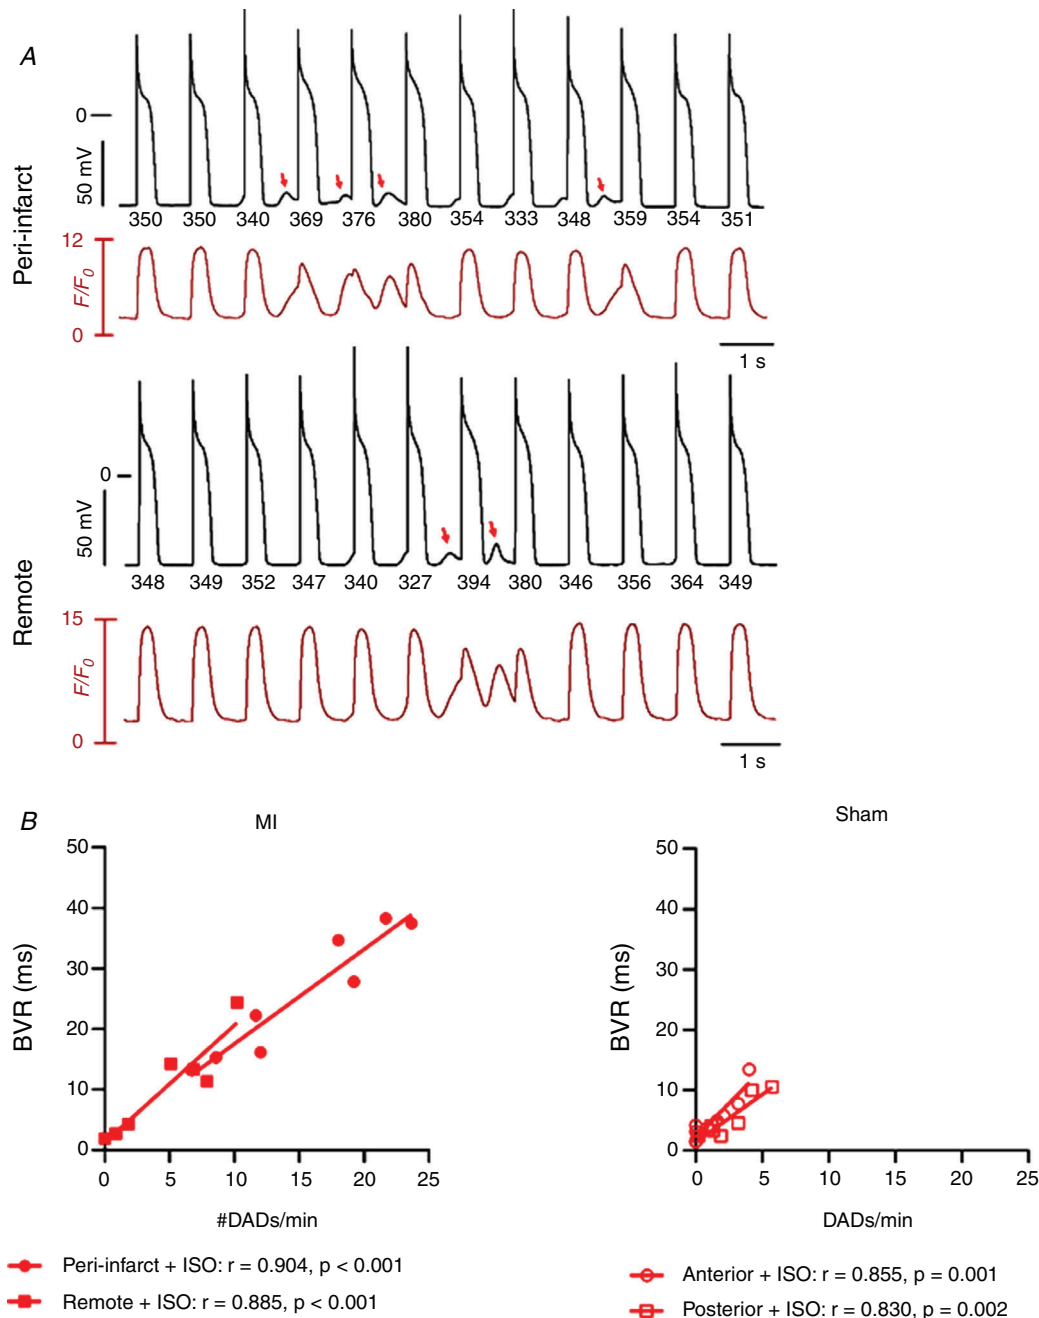 A
Peri-infarct
0
50 mV
350 350 340 369 376 380 354 333 348 359 354 351
12
F/F0
0
1 s
Remote
0
50 mV
348 349 352 347 340 327 394 380 346 356 364 349
15
F/F0
0
1 s
B
MI
50
40
30
20
10
0
BVR (ms)
0 5 10 15 20 25
#DADs/min
Peri-infarct + ISO: r = 0.904, p < 0.001
Remote + ISO: r = 0.885, p < 0.001
Sham
50
40
30
20
10
0
BVR (ms)
0 5 10 15 20 25
DADs/min
Anterior + ISO: r = 0.855, p = 0.001
Posterior + ISO: r = 0.830, p = 0.002